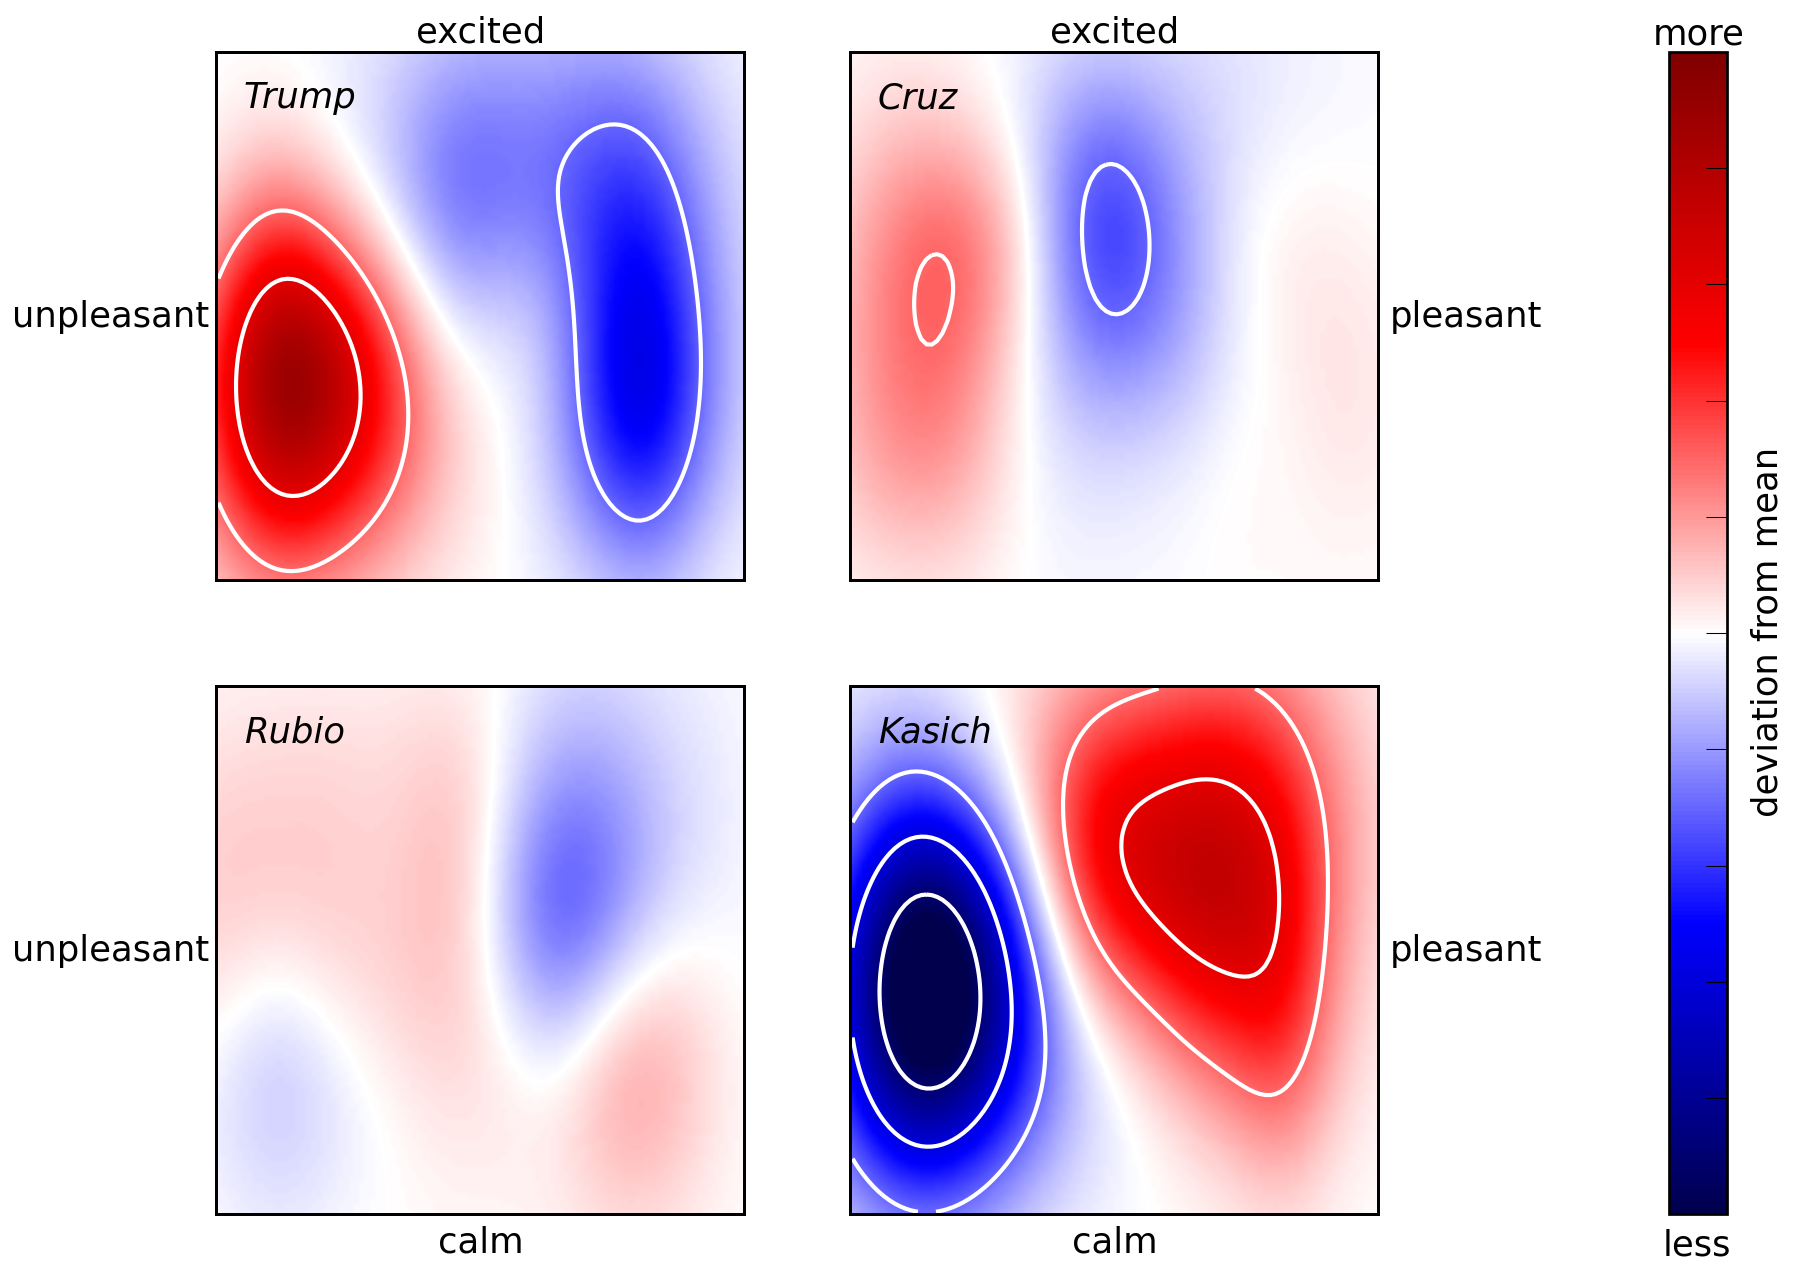 excited
excited
more
Trump
Cruz
unpleasant
pleasant
deviation from mean
Rubio
Kasich
unpleasant
pleasant
calm
calm
less